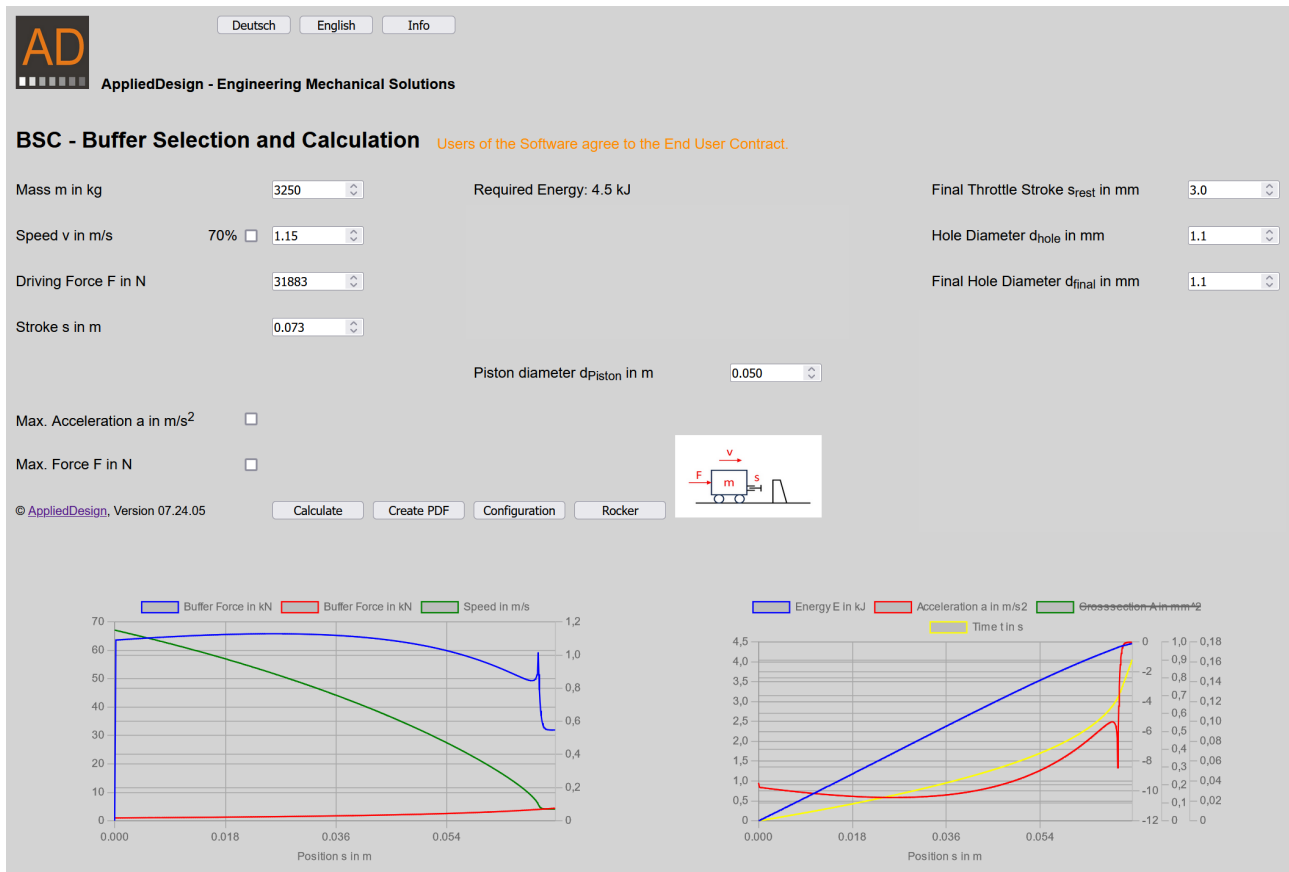 Deutsch English Info
AD
AppliedDesign - Engineering Mechanical Solutions
BSC - Buffer Selection and Calculation Users of the Software agree to the End User Contract.
Mass m in kg 3250 Required Energy: 4.5 kJ Final Throttle Stroke srest in mm 3.0
Speed v in m/s 70% 1.15 Hole Diameter dhole in mm 1.1
Driving Force F in N 31883 Final Hole Diameter dfinal in mm 1.1
Stroke s in m 0.073
Piston diameter dPiston in m 0.050
Max. Acceleration a in m/s2
Max. Force F in N
v
F m s
© AppliedDesign, Version 07.24.05 Calculate Create PDF Configuration Rocker
Buffer Force in kN Buffer Force in kN Speed in m/s
70 1,2
60 1,0
50 0,8
40
30 0,6
20 0,4
10 0,2
0 0
0.000 0.018 0.036 0.054
Position s in m
Energy E in kJ Acceleration a in m/s2 Grosssection A in mm^2
Time t in s
4,5 0 1,0 0,18
4,0 0,9 0,16
3,5 -2 0,8 0,14
3,0 -4 0,7 0,12
2,5 0,6 0,10
2,0 -6 0,5 0,08
1,5 -8 0,4 0,06
1,0 0,3 0,04
0,5 -10 0,2 0,02
0 -12 0,1 0 0
0.000 0.018 0.036 0.054
Position s in m